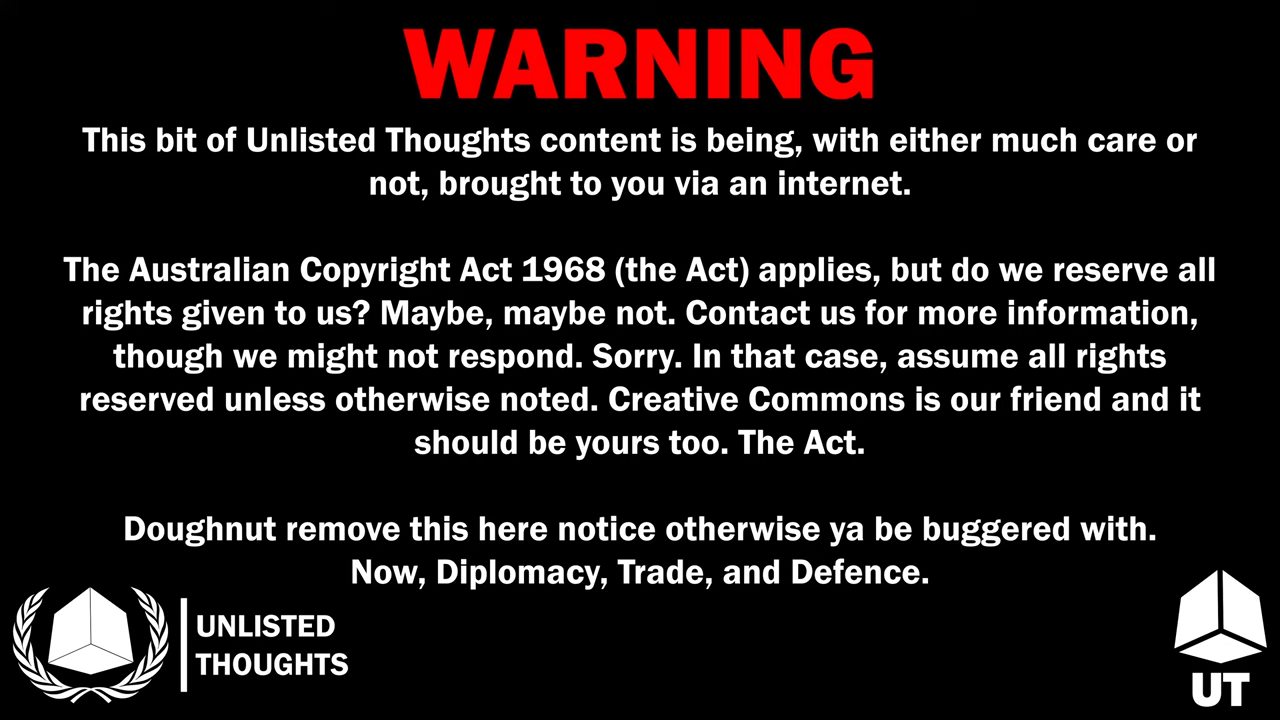 WARNING
This bit of Unlisted Thoughts content is being, with either much care or
not, brought to you via an internet.
The Australian Copyright Act 1968 (the Act) applies, but do we reserve all
rights given to us? Maybe, maybe not. Contact us for more information,
though we might not respond. Sorry. In that case, assume all rights
reserved unless otherwise noted. Creative Commons is our friend and it
should be yours too. The Act.
Doughnut remove this here notice otherwise ya be buggered with.
Now, Diplomacy, Trade, and Defence.
UNLISTED
THOUGHTS
UT